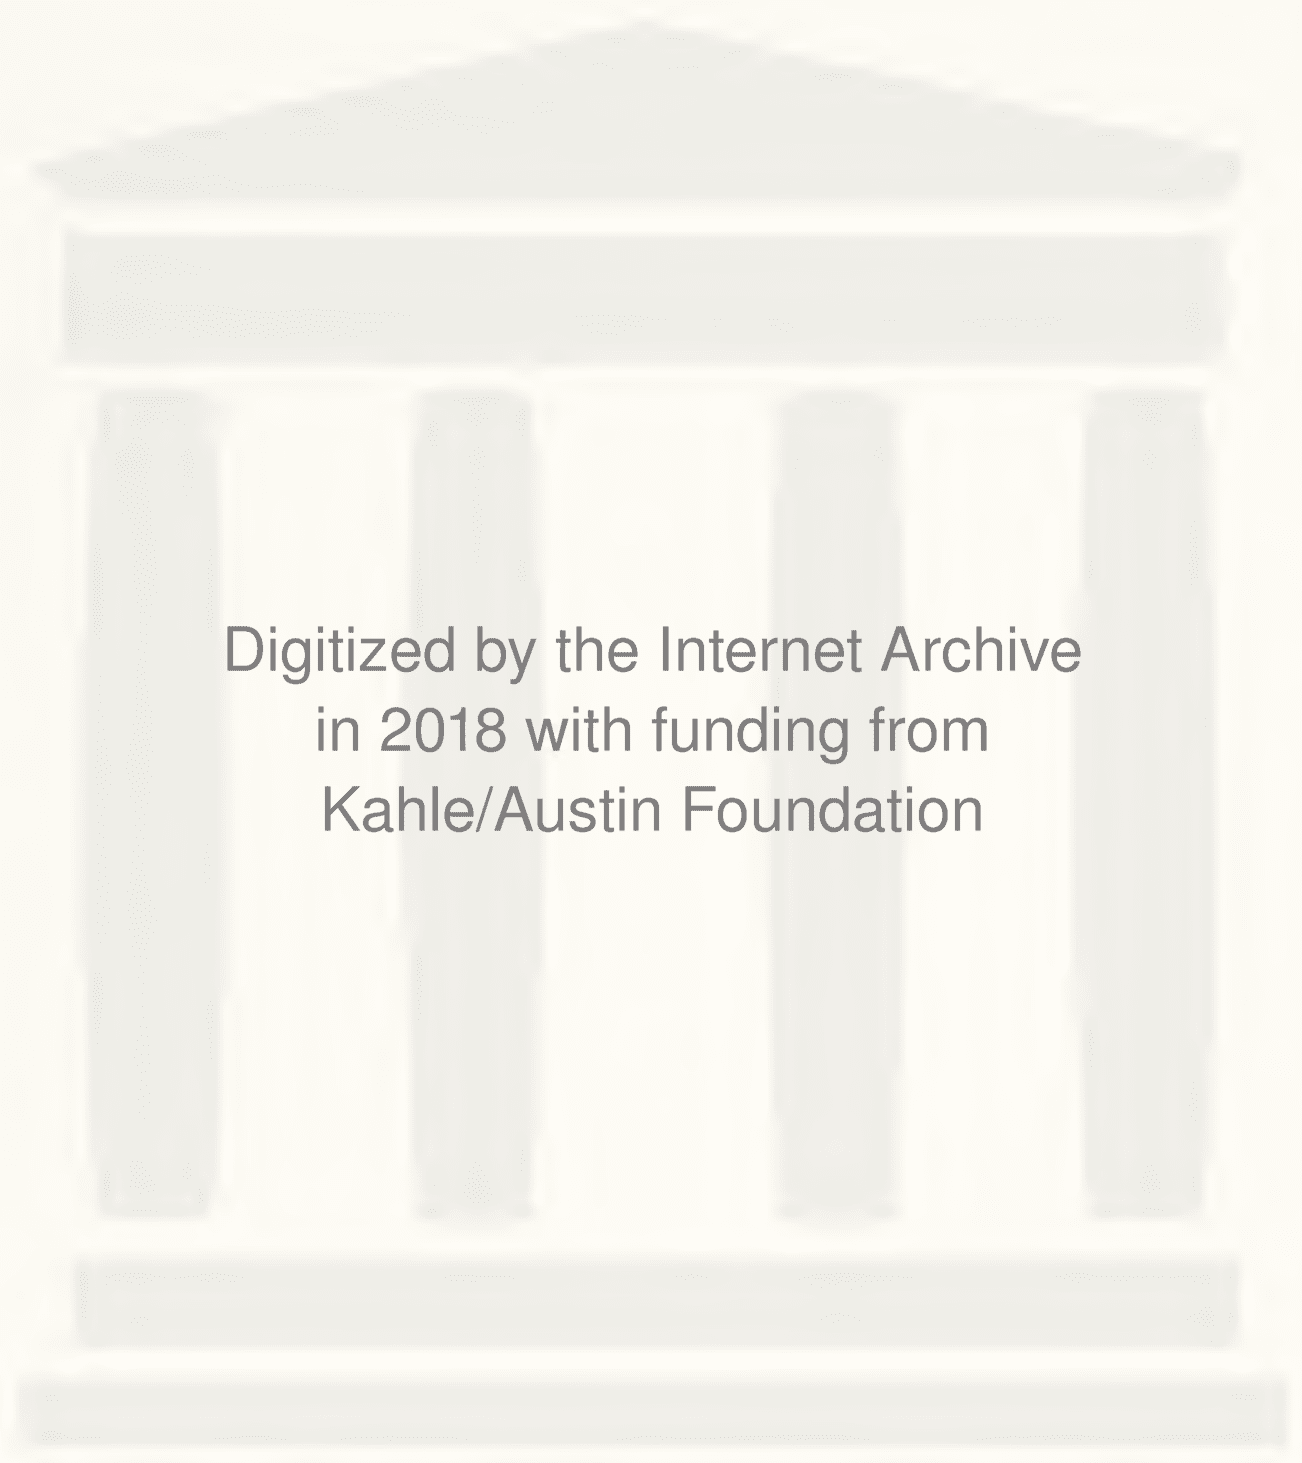 Digitized by the Internet Archive
in 2018 with funding from
Kahle/Austin Foundation